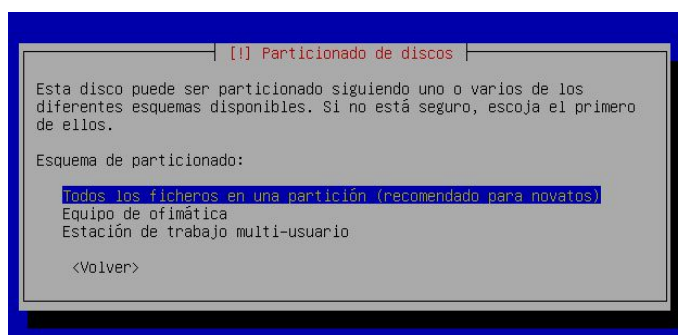 [!] Particionado de discos
Esta disco puede ser particionado siguiendo uno o varios de los
diferentes esquemas disponibles. Si no está seguro, escoja el primero
de ellos.
Esquema de particionado:
Todos los ficheros en una partición (recomendado para novatos)
Equipo de ofimática
Estación de trabajo multi-usuario
<Volver>